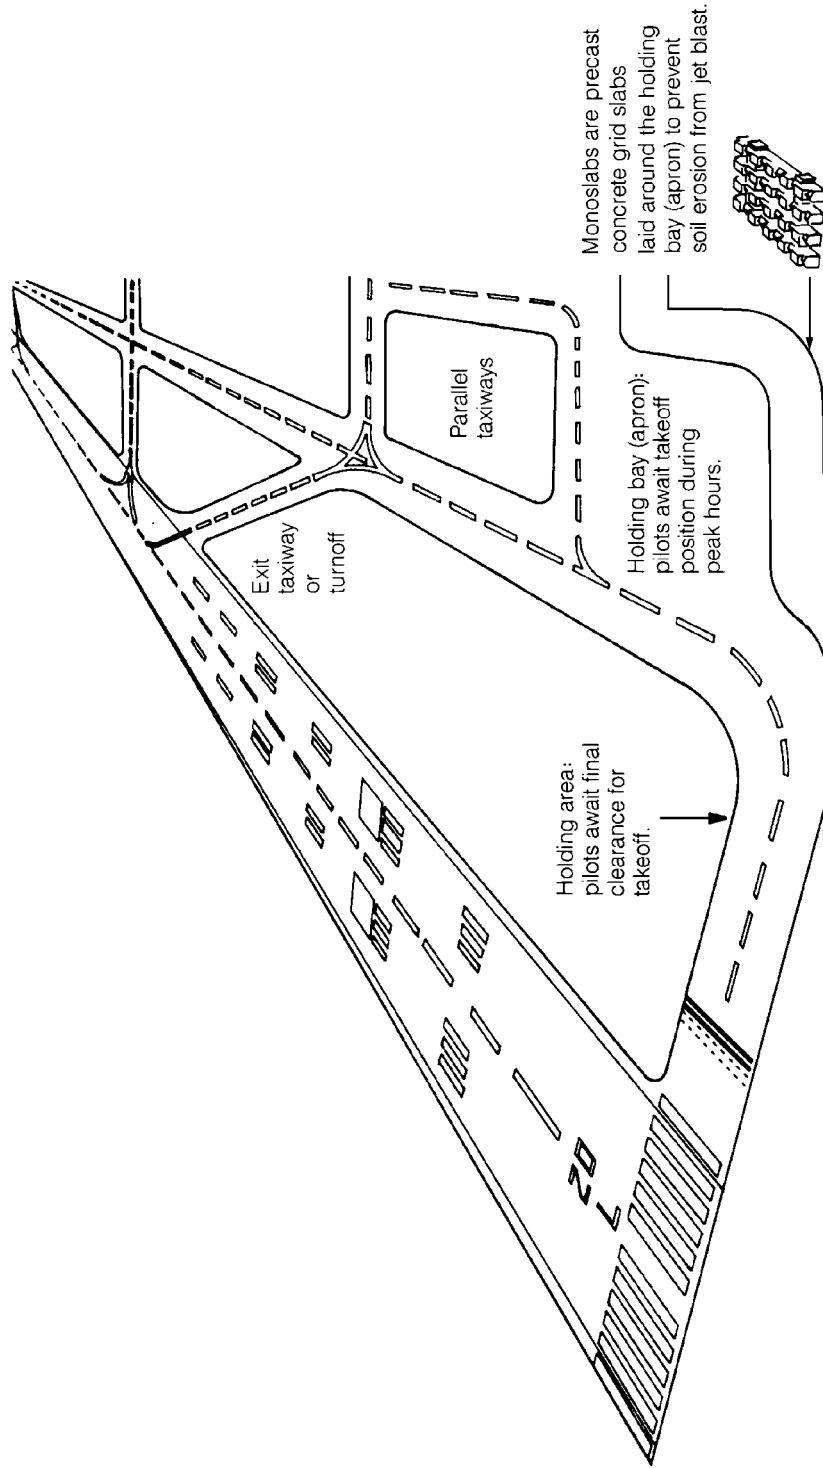 Exit
taxiway
or
turnoff
Parallel
taxiways
20
L
Holding area:
pilots await final
clearance for
takeoff.
Holding bay (apron):
pilots await takeoff
position during
peak hours.
Monoslabs are precast
concrete grid slabs
laid around the holding
bay (apron) to prevent
soil erosion from jet blast.